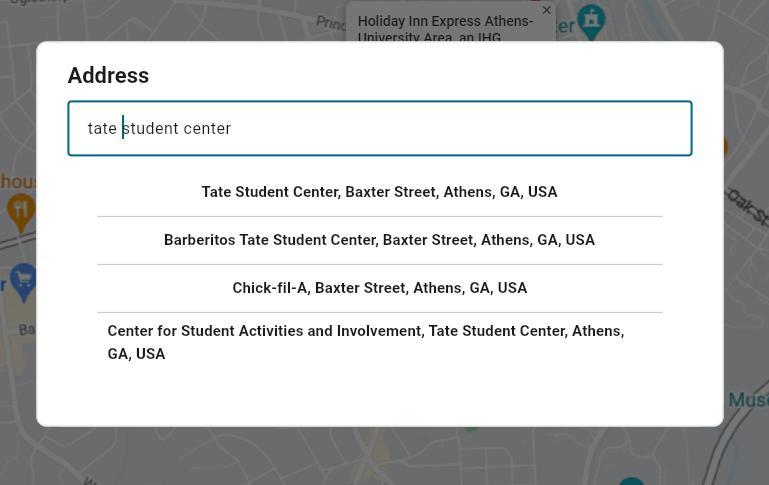 Holiday Inn Express Athens-
University Area, an IHG
Address
tate student center
Tate Student Center, Baxter Street, Athens, GA, USA
Barberitos Tate Student Center, Baxter Street, Athens, GA, USA
Chick-fil-A, Baxter Street, Athens, GA, USA
Center for Student Activities and Involvement, Tate Student Center, Athens,
GA, USA
Oak St